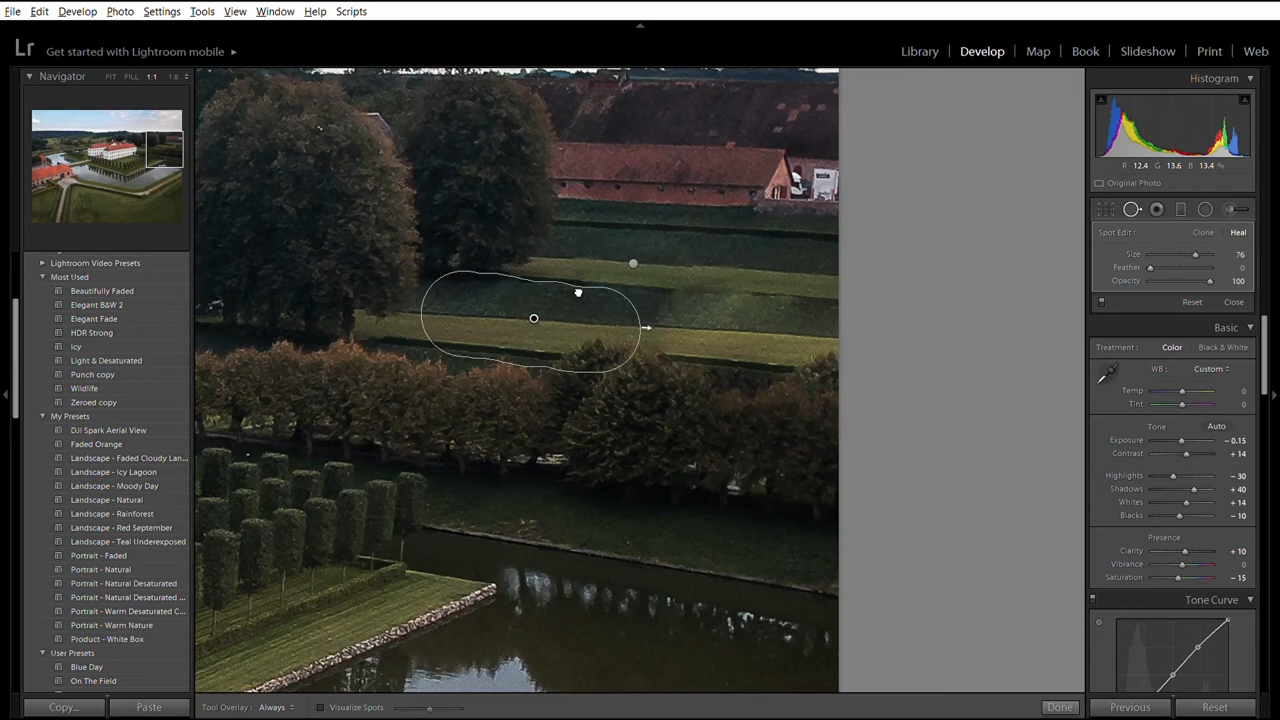 File Edit Develop Photo Settings Tools View Window Help Scripts
Lr Get started with Lightroom mobile
Library Develop Map Book Slideshow Print Web
Navigator FIT FILL 1:1 1:8
Lightroom Video Presets
Most Used
Beautifully Faded
Elegant B&W 2
Elegant Fade
HDR Strong
Icy
Light & Desaturated
Punch copy
Wildlife
Zeroed copy
My Presets
DJI Spark Aerial View
Faded Orange
Landscape - Faded Cloudy Lan...
Landscape - Icy Lagoon
Landscape - Moody Day
Landscape - Natural
Landscape - Rainforest
Landscape - Red September
Landscape - Teal Underexposed
Portrait - Faded
Portrait - Natural
Portrait - Natural Desaturated
Portrait - Natural Desaturated ...
Portrait - Warm Desaturated C...
Portrait - Warm Nature
Product - White Box
User Presets
Blue Day
On The Field
Copy... Paste
Tool Overlay : Always Visualize Spots Done
Histogram
R 12.4 G 13.6 B 13.4 %
Original Photo
Spot Edit : Clone Heal
Size 76
Feather 0
Opacity 100
Reset Close
Basic
Treatment : Color Black & White
WB : Custom
Temp 0
Tint 0
Tone Auto
Exposure – 0.15
Contrast + 14
Highlights – 30
Shadows + 40
Whites + 14
Blacks – 10
Presence
Clarity + 10
Vibrance 0
Saturation – 15
Tone Curve
Previous Reset